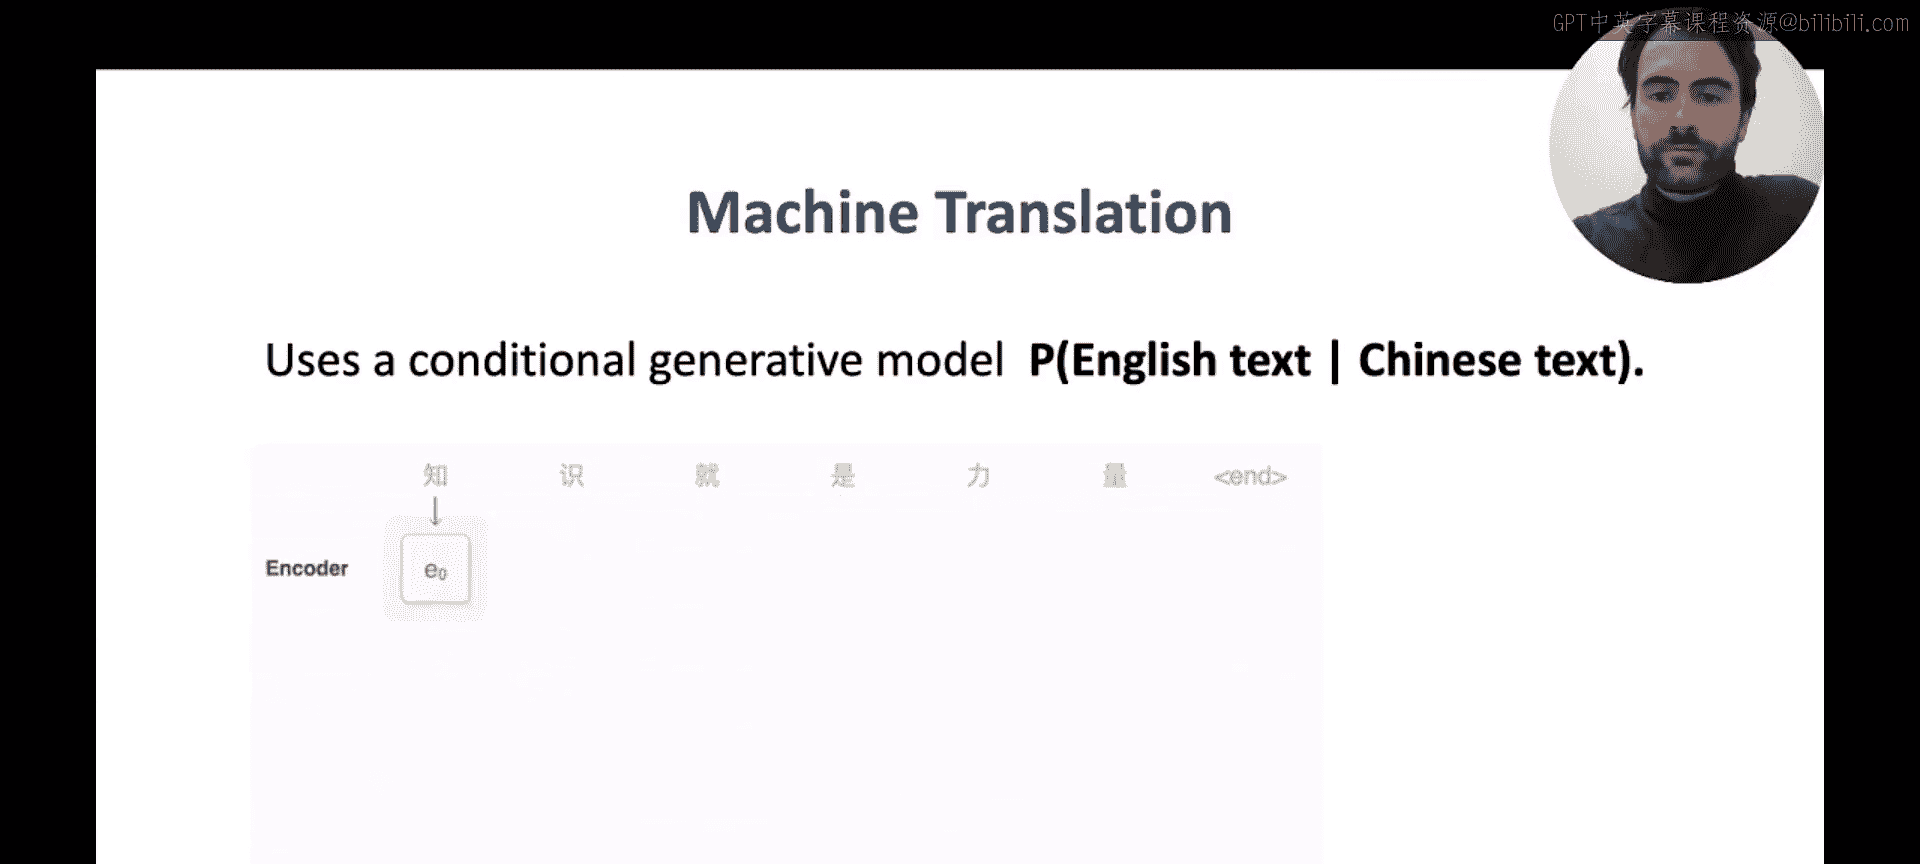 GPT中英字幕课程资源@bilibili.com
Machine Translation
Uses a conditional generative model P(English text | Chinese text).
知 识 就 是 力 量 <end>
Encoder e₀